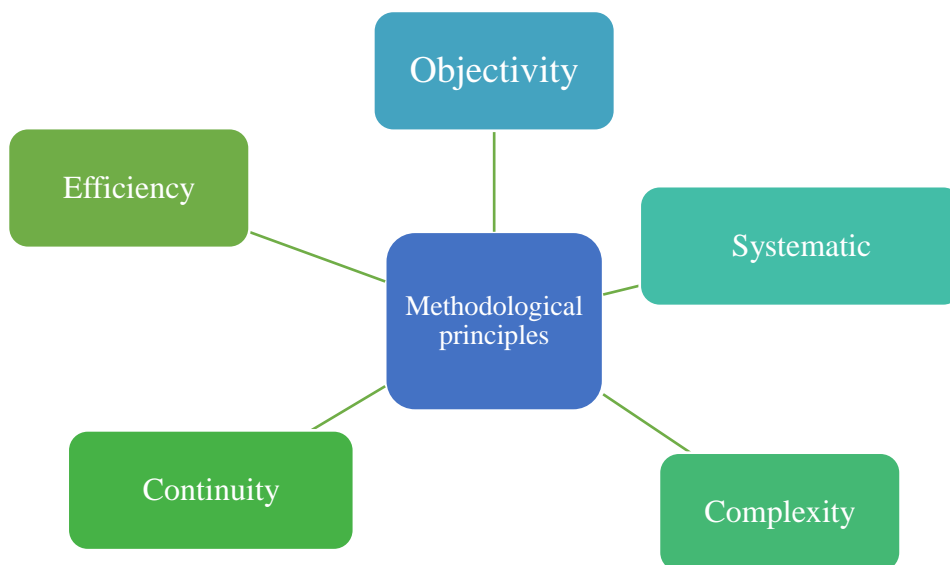 Objectivity
Efficiency
Systematic
Methodological
principles
Continuity
Complexity